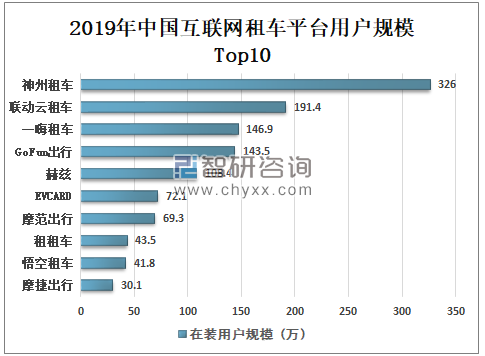 2019年中国互联网租车平台用户规模
Top10
神州租车 326
联动云租车 191.4
一嗨租车 146.9
GoFun出行 143.5
赫兹 108.4
EVCARD 72.1
摩范出行 69.3
租租车 43.5
悟空租车 41.8
摩捷出行 30.1
智研咨询
www.chyxx.com
0 50 100 150 200 250 300 350
在装用户规模（万）